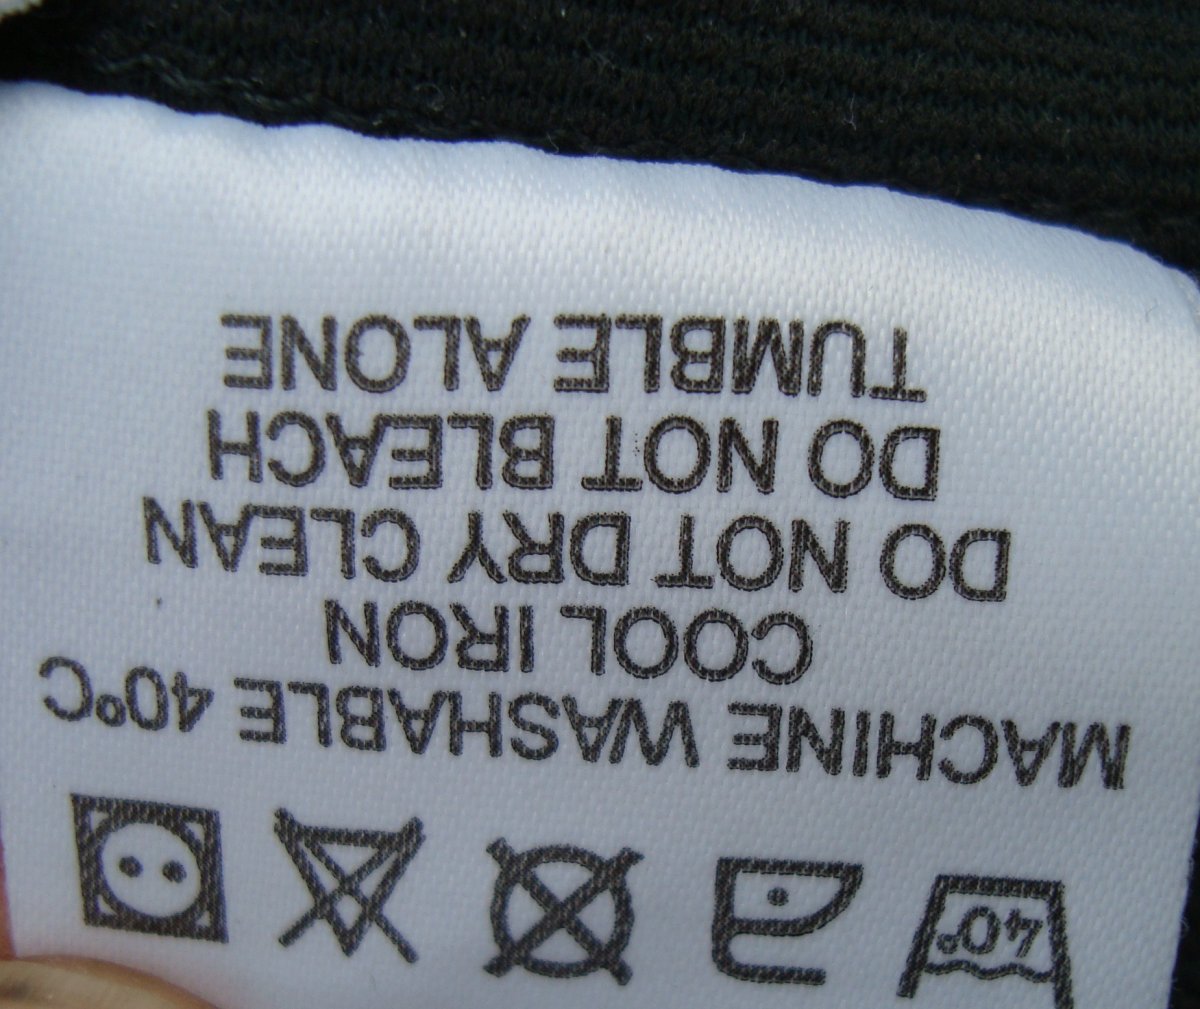 40°
MACHINE WASHABLE 40°C
COOL IRON
DO NOT DRY CLEAN
DO NOT BLEACH
TUMBLE ALONE